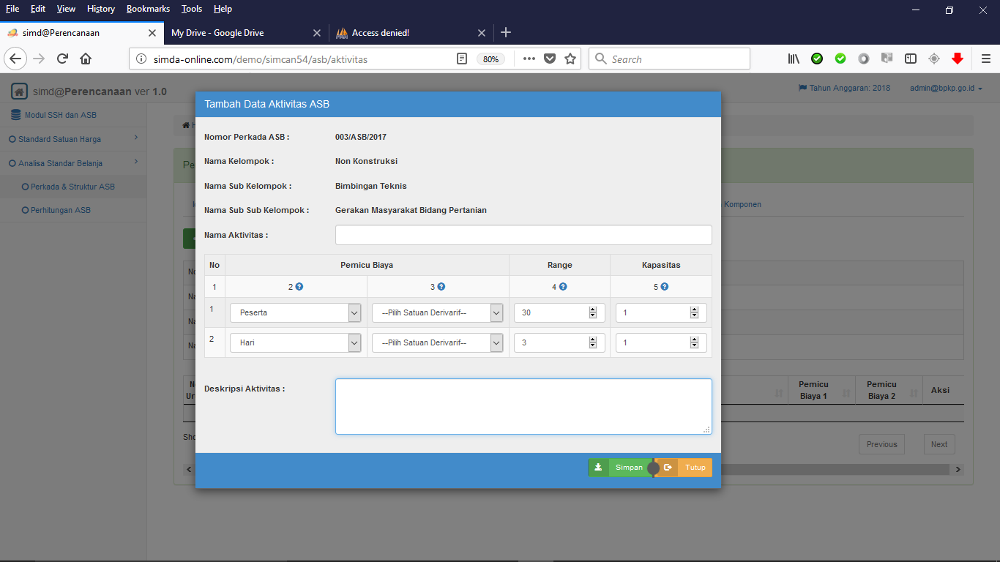 File Edit View History Bookmarks Tools Help
simd@Perencanaan My Drive - Google Drive Access denied!
simda-online.com/demo/simcan54/asb/aktivitas 80% Search
simd@Perencanaan ver 1.0 Tahun Anggaran: 2018 admin@bpkp.go.id
Modul SSH dan ASB
Standard Satuan Harga
Analisa Standar Belanja
Perkada & Struktur ASB
Perhitungan ASB
Komponen
Tambah Data Aktivitas ASB
Nomor Perkada ASB : 003/ASB/2017
Nama Kelompok : Non Konstruksi
Nama Sub Kelompok : Bimbingan Teknis
Nama Sub Sub Kelompok : Gerakan Masyarakat Bidang Pertanian
Nama Aktivitas :
No Pemicu Biaya Range Kapasitas
1 2 3 4 5
1 Peserta --Pilih Satuan Derivarif-- 30 1
2 Hari --Pilih Satuan Derivarif-- 3 1
Deskripsi Aktivitas :
Simpan Tutup
Pemicu Biaya 1 Pemicu Biaya 2 Aksi
Previous Next